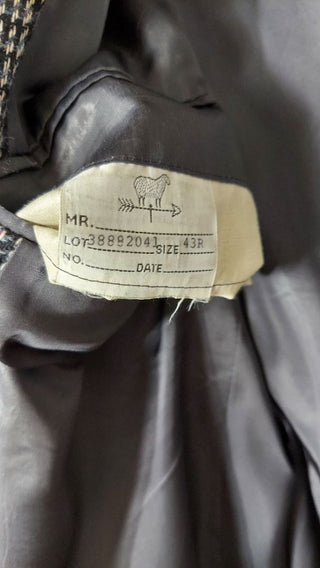 MR.
LOT 38892041 SIZE 43R
NO. DATE